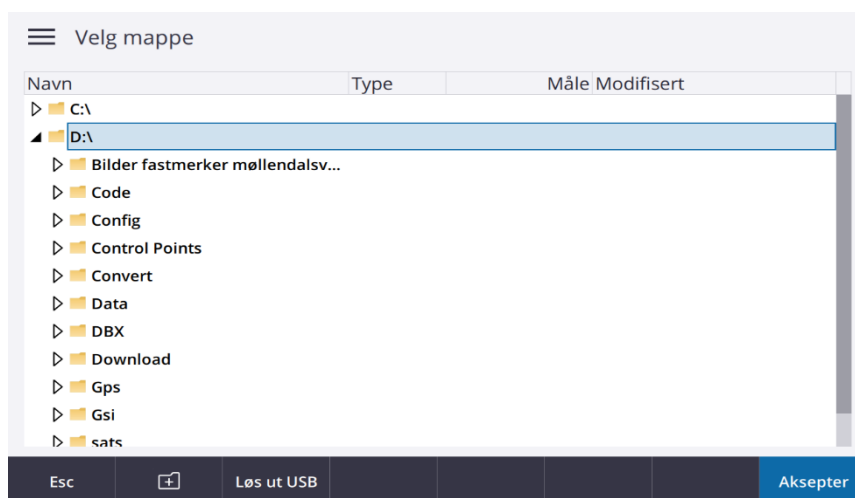 Velg mappe
Navn Type Måle Modifisert
C:\
D:\
Bilder fastmerker møllendalsv...
Code
Config
Control Points
Convert
Data
DBX
Download
Gps
Gsi
sats
Esc Løs ut USB Aksepter